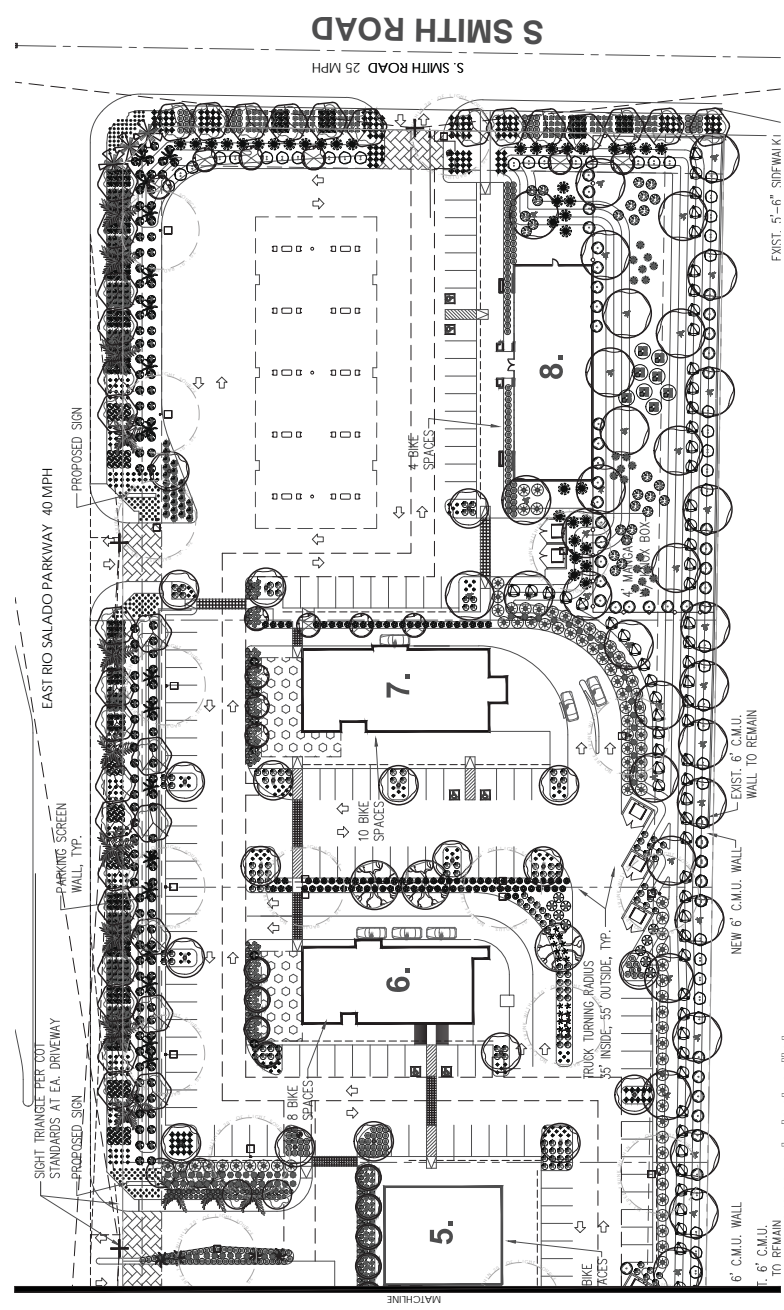 S SMITH ROAD
S. SMITH ROAD 25 MPH
EXIST. 5'-6" SIDEWALK
PROPOSED SIGN
EAST RIO SALADO PARKWAY 40 MPH
4 BIKE
SPACES
8.
7.
10 BIKE
SPACES
EXIST. 6' C.M.U.
WALL TO REMAIN
NEW 6' C.M.U. WALL
PARKING SCREEN
WALL, TYP.
6.
TRUCK TURNING RADIUS
35' INSIDE, 55' OUTSIDE, TYP.
8 BIKE
SPACES
SIGHT TRIANGLE PER COT
STANDARDS AT EA. DRIVEWAY
PROPOSED SIGN
5.
BIKE
ACES
6' C.M.U. WALL
T. 6' C.M.U.
TO REMAIN
MATCHLINE